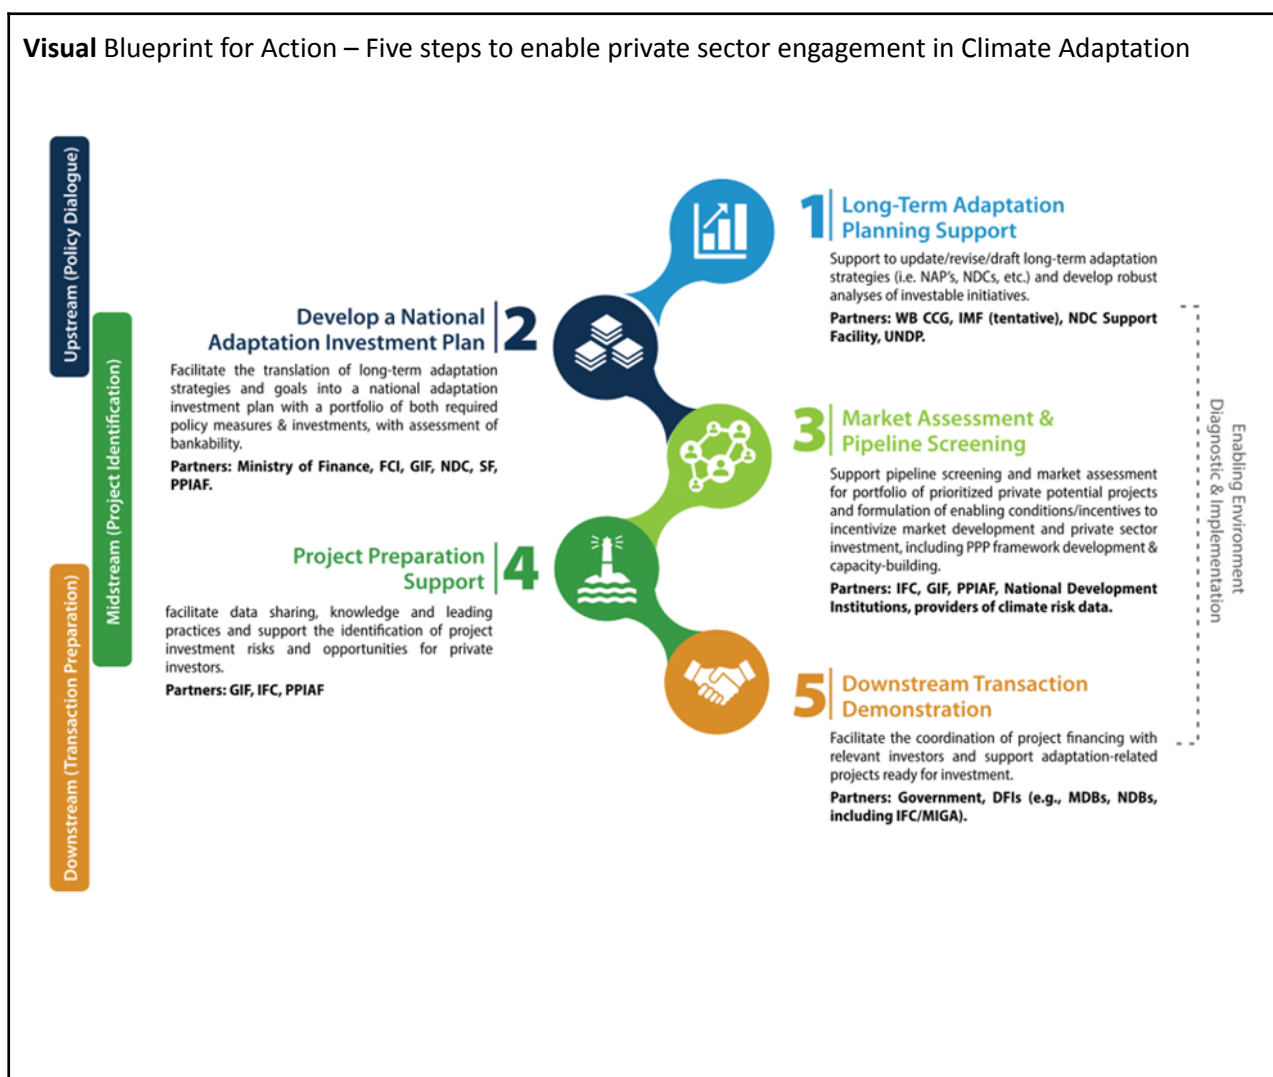 Visual Blueprint for Action – Five steps to enable private sector engagement in Climate Adaptation
Upstream (Policy Dialogue)
Midstream (Project Identification)
Downstream (Transaction Preparation)
1
Long-Term Adaptation
Planning Support
Support to update/revise/draft long-term adaptation
strategies (i.e. NAP's, NDCs, etc.) and develop robust
analyses of investable initiatives.
Partners: WB CCG, IMF (tentative), NDC Support
Facility, UNDP.
Develop a National
Adaptation Investment Plan
2
Facilitate the translation of long-term adaptation
strategies and goals into a national adaptation
investment plan with a portfolio of both required
policy measures & investments, with assessment of
bankability.
Partners: Ministry of Finance, FCI, GIF, NDC, SF,
PPIAF.
3
Market Assessment &
Pipeline Screening
Support pipeline screening and market assessment
for portfolio of prioritized private potential projects
and formulation of enabling conditions/incentives to
incentivize market development and private sector
investment, including PPP framework development &
capacity-building.
Partners: IFC, GIF, PPIAF, National Development
Institutions, providers of climate risk data.
Project Preparation
Support
4
facilitate data sharing, knowledge and leading
practices and support the identification of project
investment risks and opportunities for private
investors.
Partners: GIF, IFC, PPIAF
5
Downstream Transaction
Demonstration
Facilitate the coordination of project financing with
relevant investors and support adaptation-related
projects ready for investment.
Partners: Government, DFIs (e.g., MDBs, NDBs,
including IFC/MIGA).
Enabling Environment
Diagnostic & Implementation